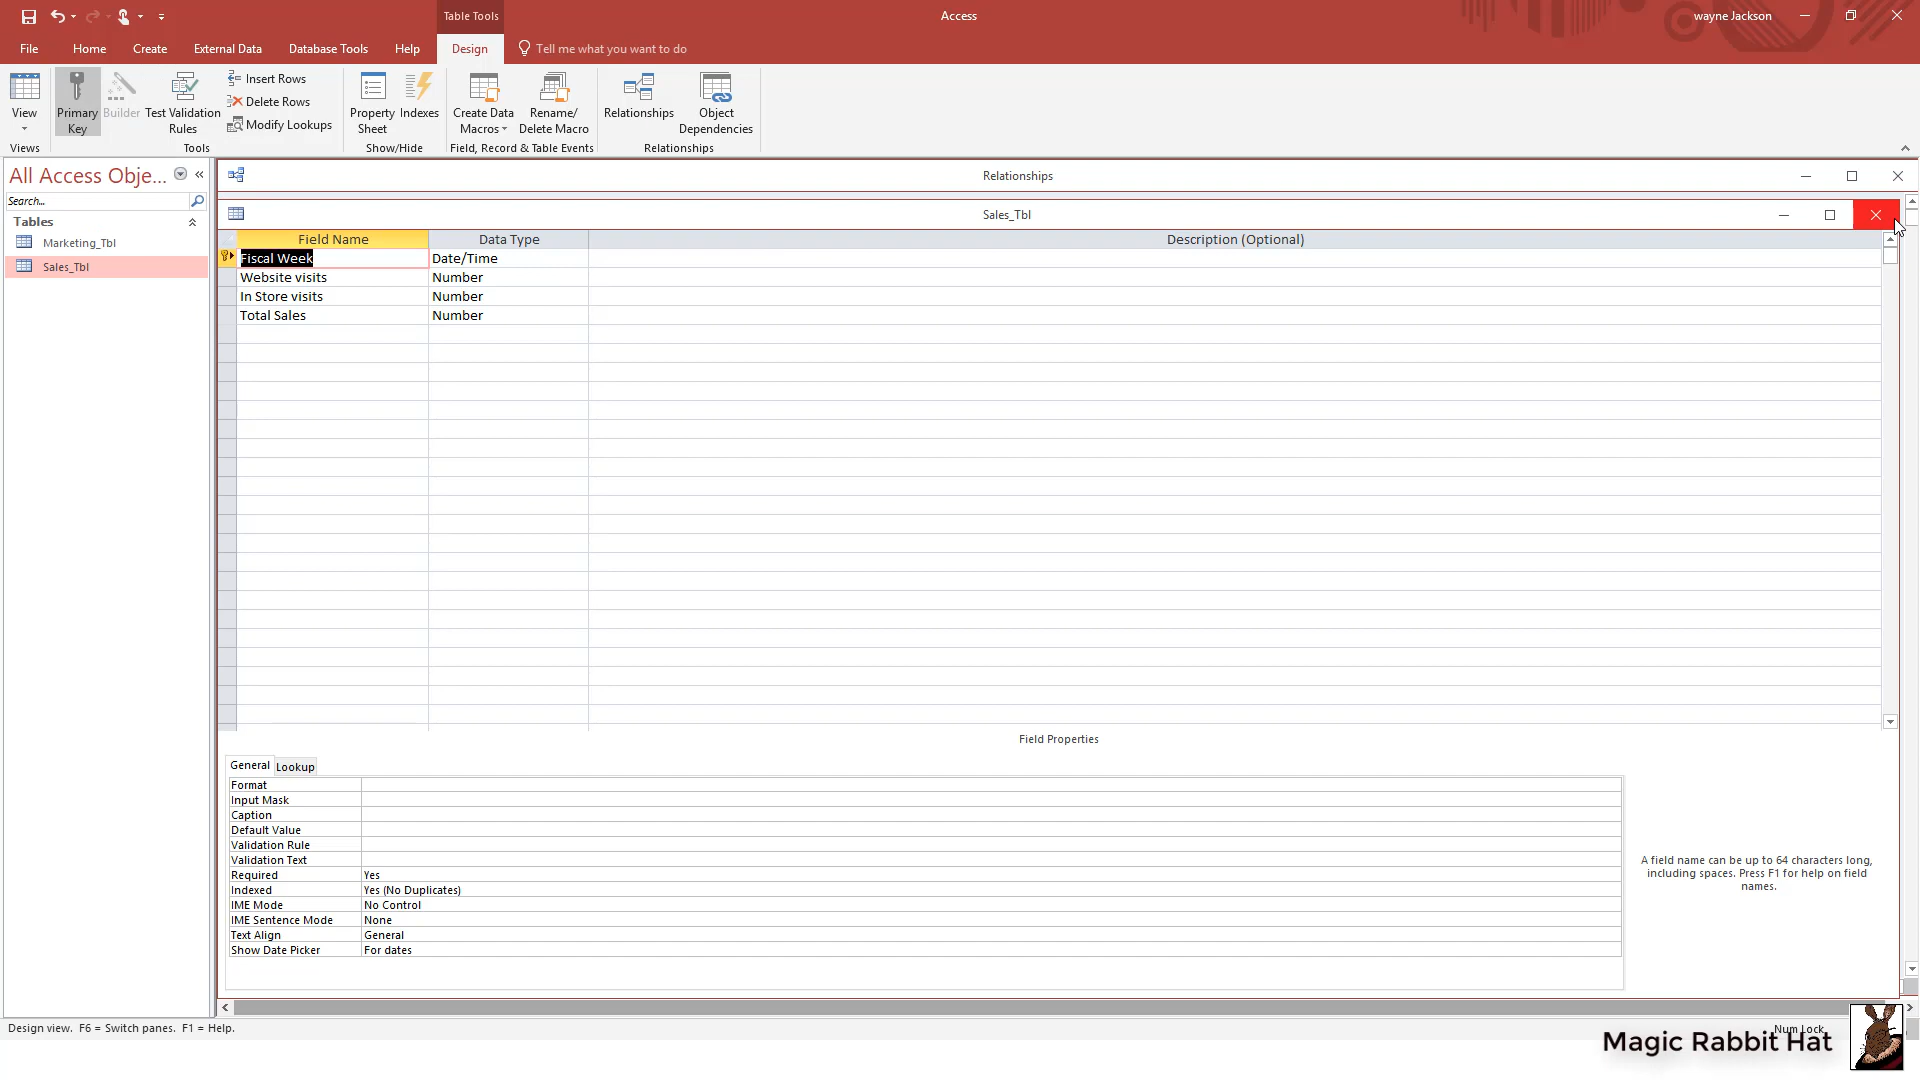 Table Tools
Access
wayne Jackson
File
Home
Create
External Data
Database Tools
Help
Design
Tell me what you want to do
View
Primary Key
Builder
Test Validation Rules
Insert Rows
Delete Rows
Modify Lookups
Property Sheet
Indexes
Create Data Macros
Rename/ Delete Macro
Relationships
Object Dependencies
Views
Tools
Show/Hide
Field, Record & Table Events
Relationships
All Access Obje...
Search...
Tables
Marketing_Tbl
Sales_Tbl
Relationships
Sales_Tbl
Field Name Data Type Description (Optional)
Fiscal Week Date/Time
Website visits Number
In Store visits Number
Total Sales Number
Field Properties
General Lookup
Format
Input Mask
Caption
Default Value
Validation Rule
Validation Text
Required Yes
Indexed Yes (No Duplicates)
IME Mode No Control
IME Sentence Mode None
Text Align General
Show Date Picker For dates
A field name can be up to 64 characters long,
including spaces. Press F1 for help on field
names.
Design view. F6 = Switch panes. F1 = Help.
Num Lock
Magic Rabbit Hat